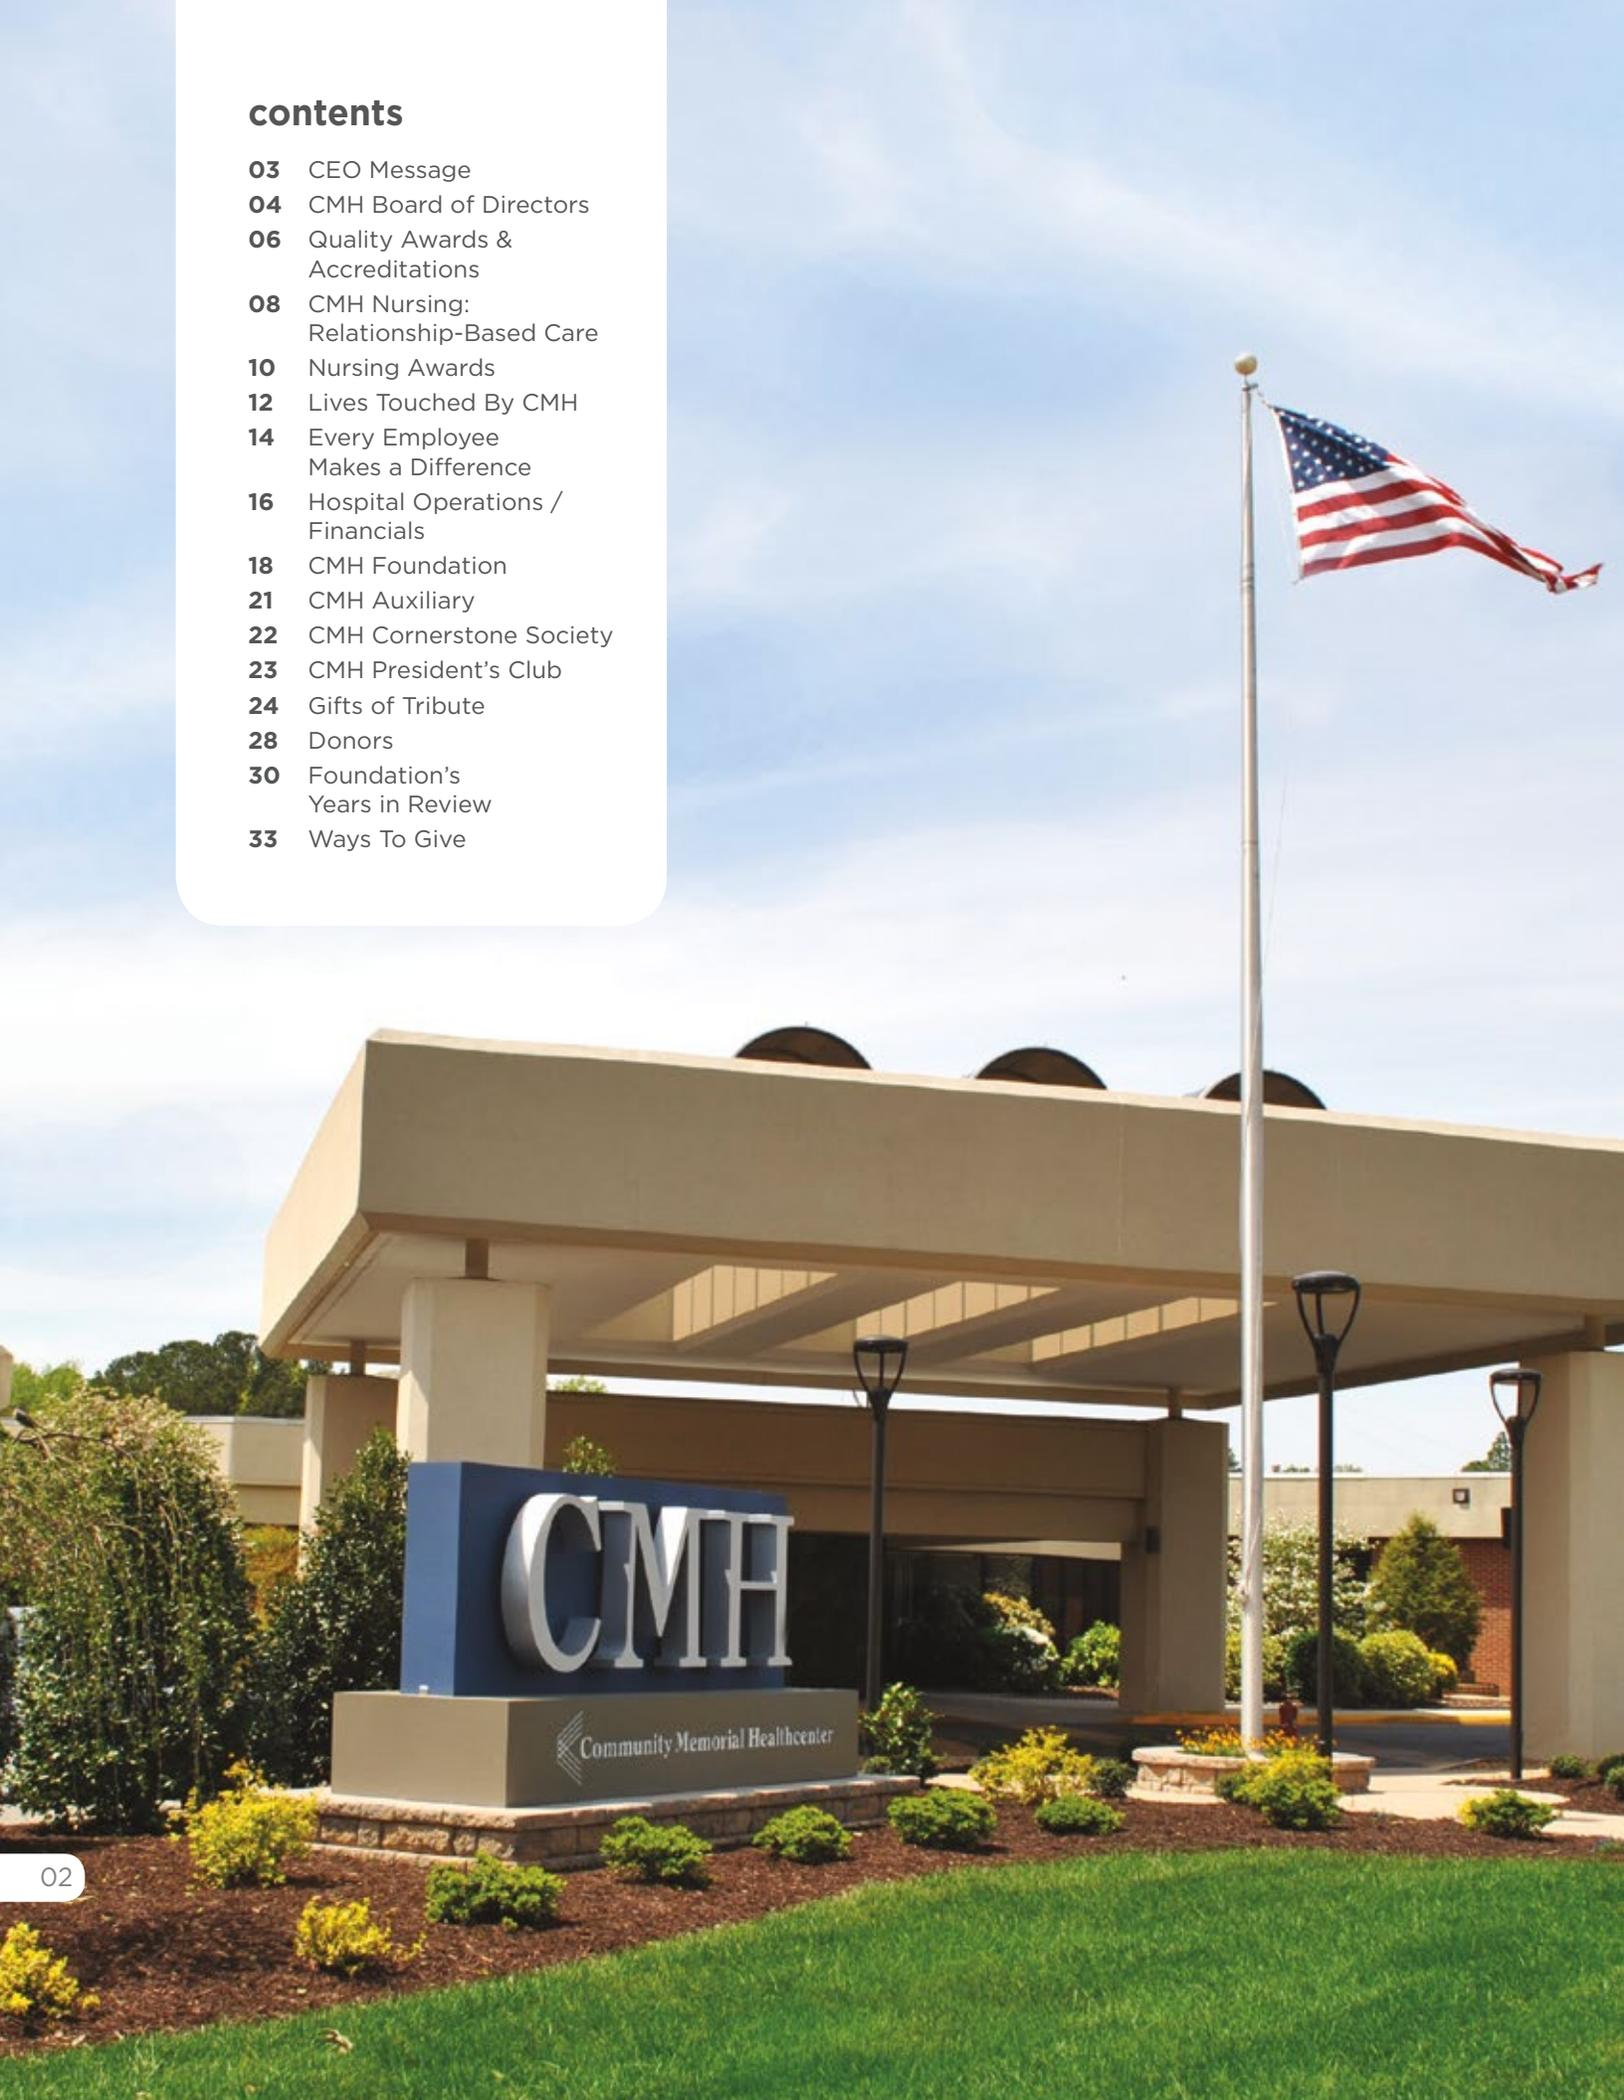 contents
03 CEO Message
04 CMH Board of Directors
06 Quality Awards &
Accreditations
08 CMH Nursing:
Relationship-Based Care
10 Nursing Awards
12 Lives Touched By CMH
14 Every Employee
Makes a Difference
16 Hospital Operations /
Financials
18 CMH Foundation
21 CMH Auxiliary
22 CMH Cornerstone Society
23 CMH President’s Club
24 Gifts of Tribute
28 Donors
30 Foundation’s
Years in Review
33 Ways To Give
CMH
Community Memorial Healthcenter
02